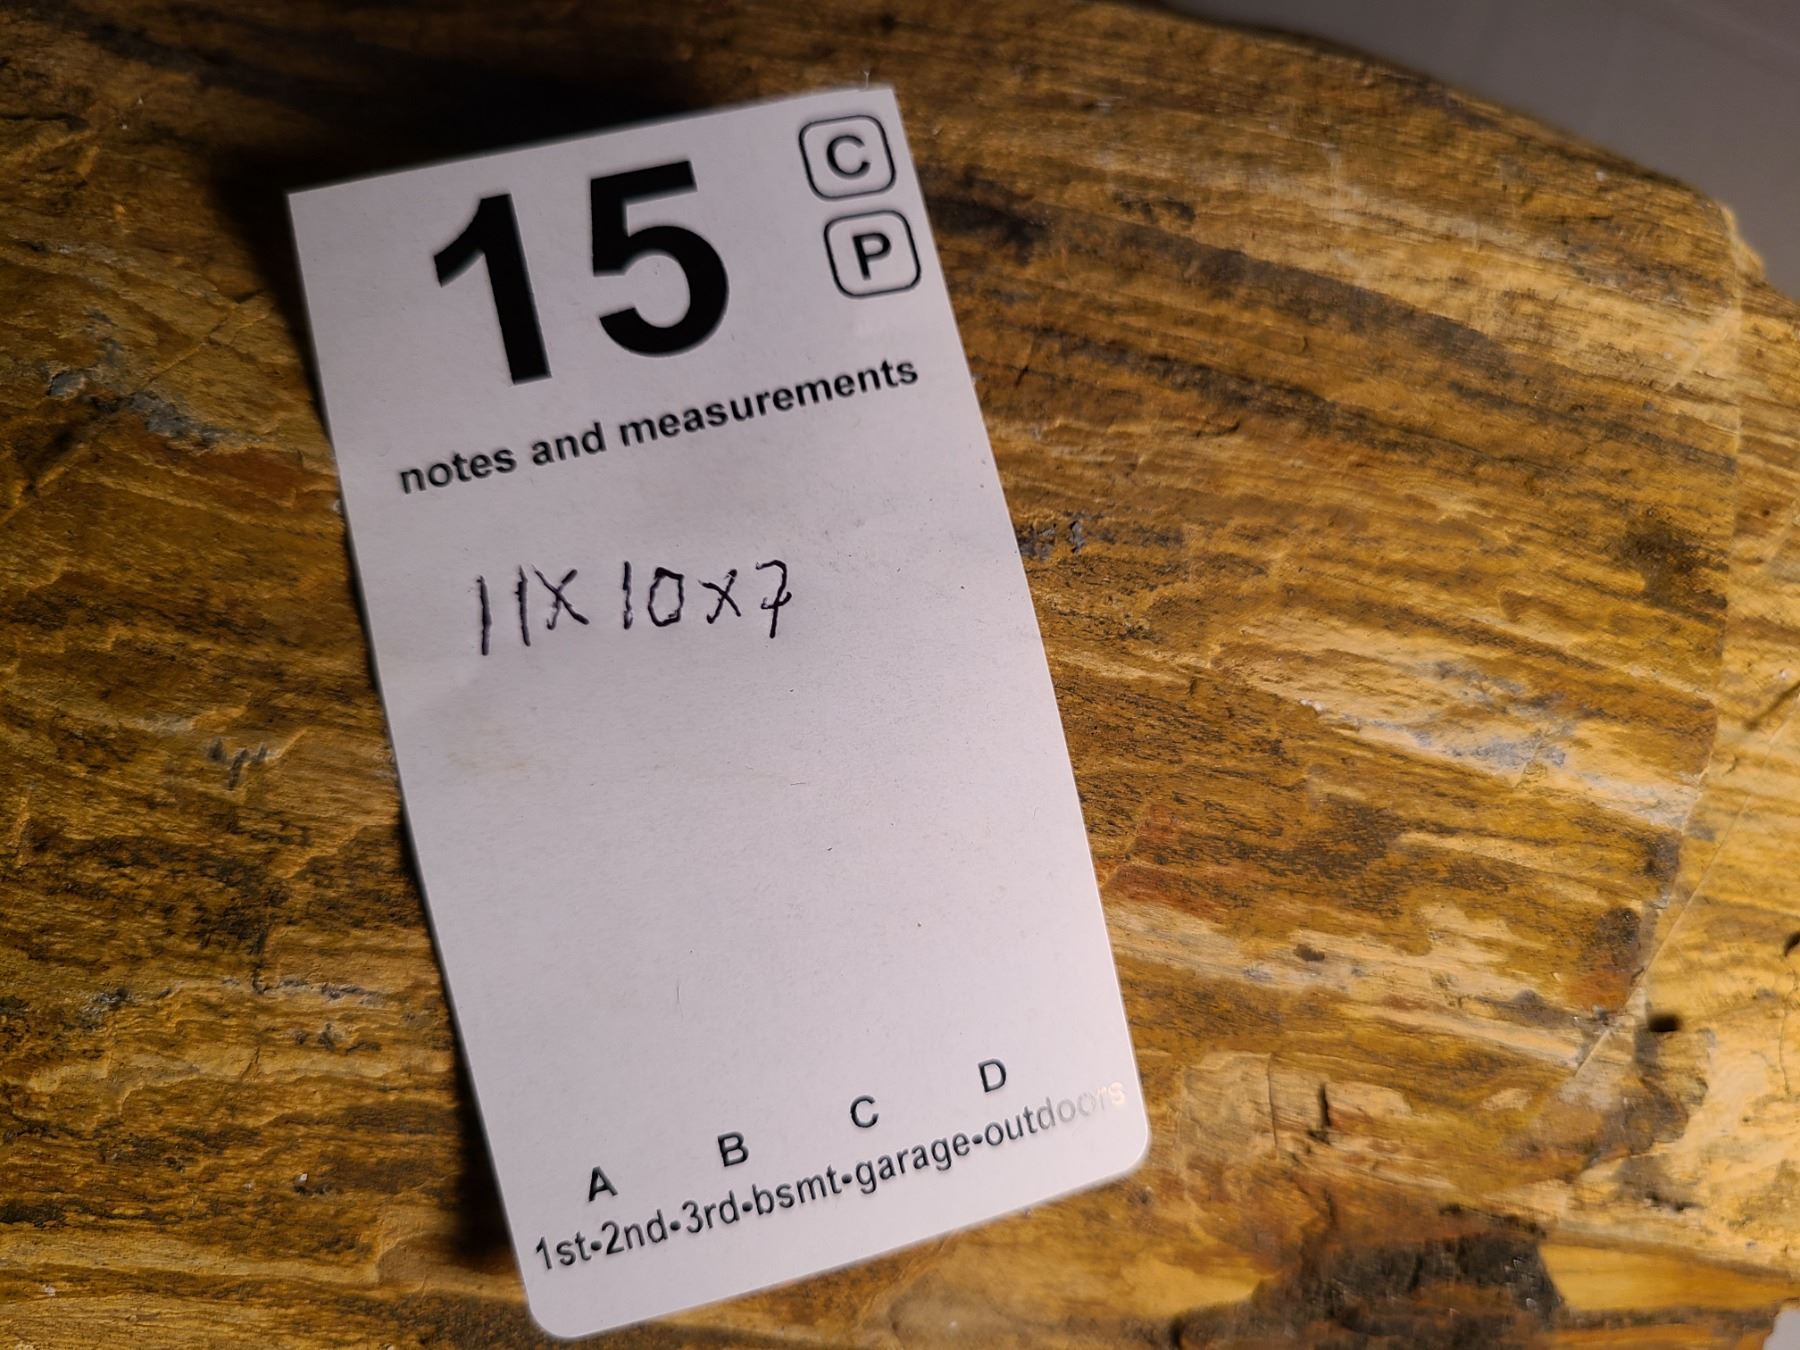 15
C
P
notes and measurements
11x10x7
A B C D
1st•2nd•3rd•bsmt•garage•outdoors